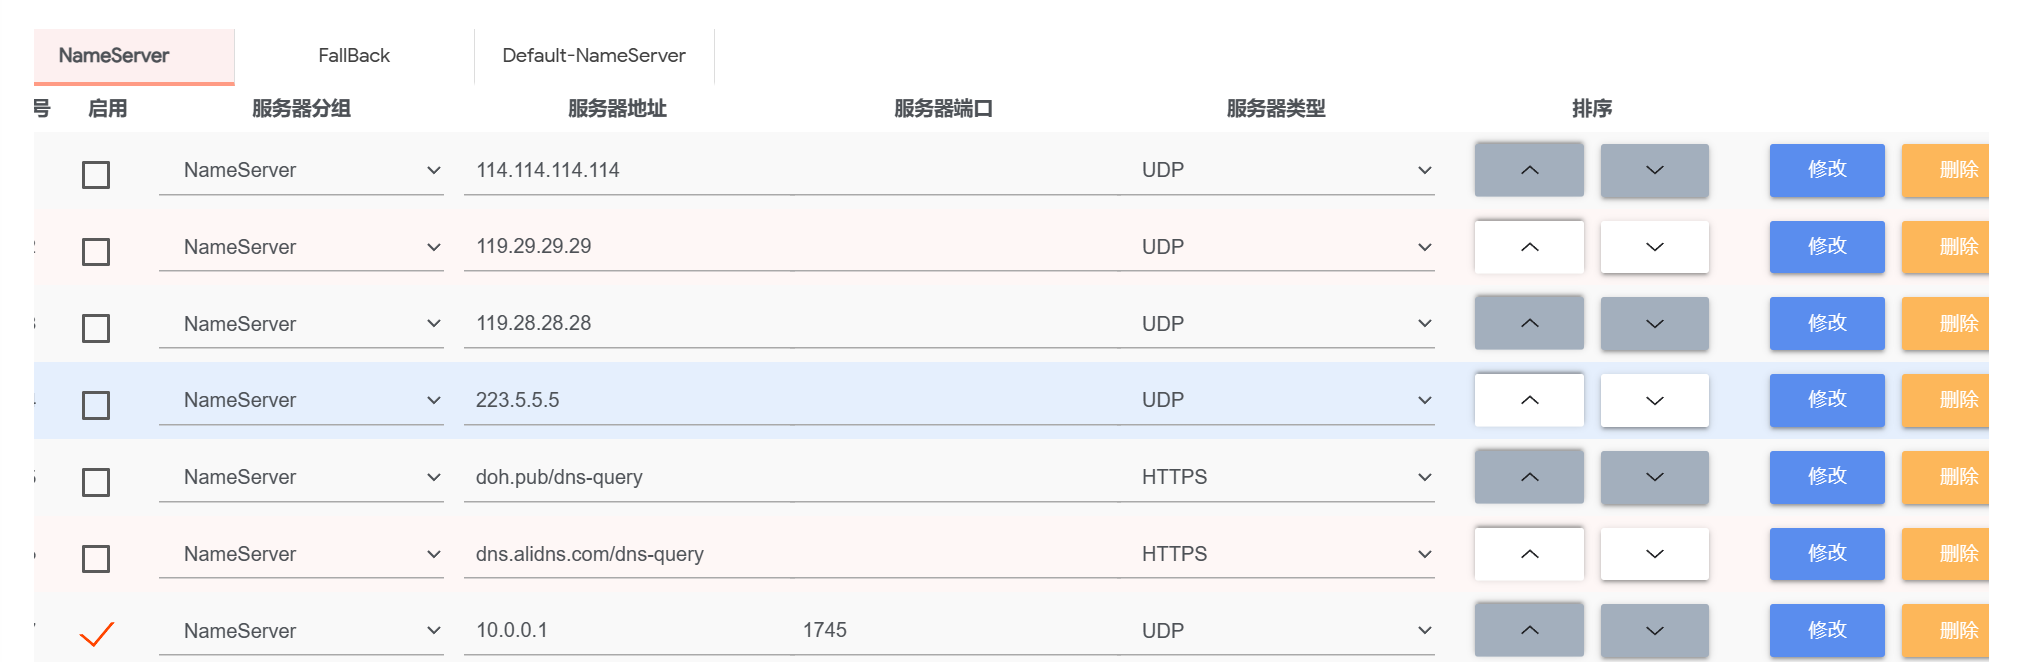 NameServer FallBack Default-NameServer
号 启用 服务器分组 服务器地址 服务器端口 服务器类型 排序
NameServer 114.114.114.114 UDP 修改 删除
NameServer 119.29.29.29 UDP 修改 删除
NameServer 119.28.28.28 UDP 修改 删除
NameServer 223.5.5.5 UDP 修改 删除
NameServer doh.pub/dns-query HTTPS 修改 删除
NameServer dns.alidns.com/dns-query HTTPS 修改 删除
NameServer 10.0.0.1 1745 UDP 修改 删除